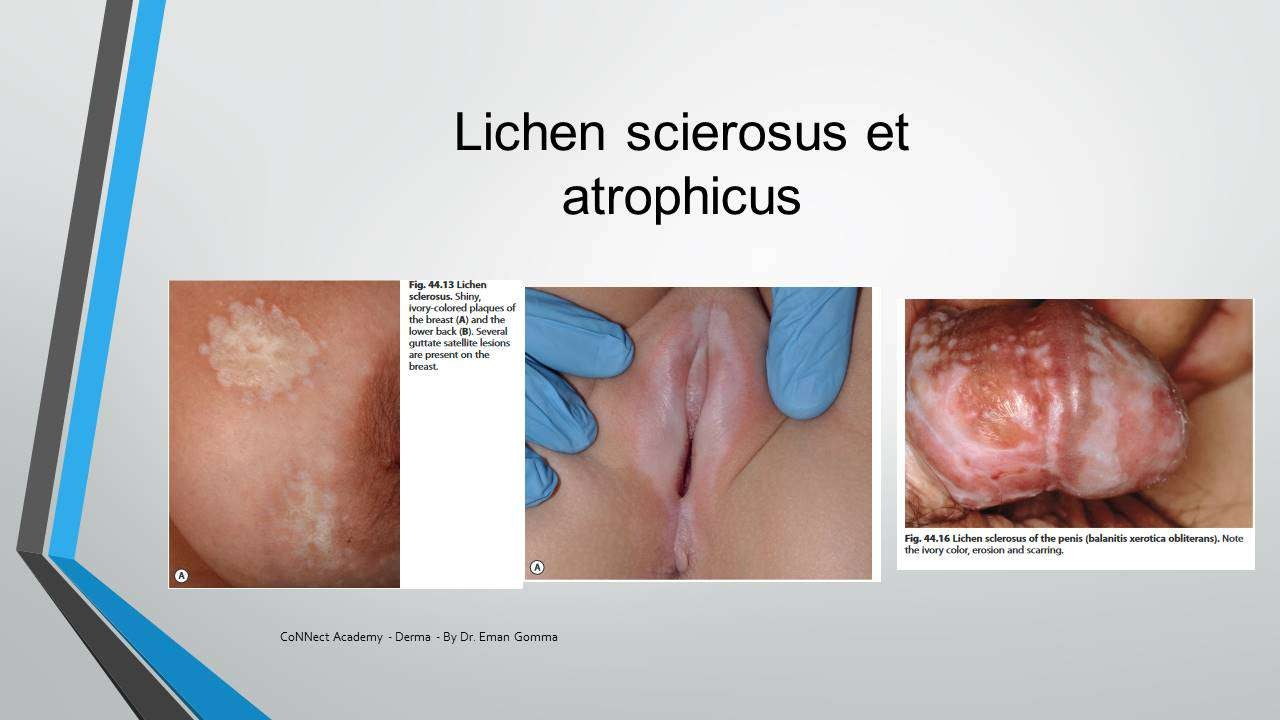 Lichen scierosus et
atrophicus
Fig. 44.13 Lichen
sclerosus. Shiny,
ivory-colored plaques of
the breast (A) and the
lower back (B). Several
guttate satellite lesions
are present on the
breast.
A
A
Fig. 44.16 Lichen sclerosus of the penis (balanitis xerotica obliterans). Note
the ivory color, erosion and scarring.
CoNNect Academy - Derma - By Dr. Eman Gomma